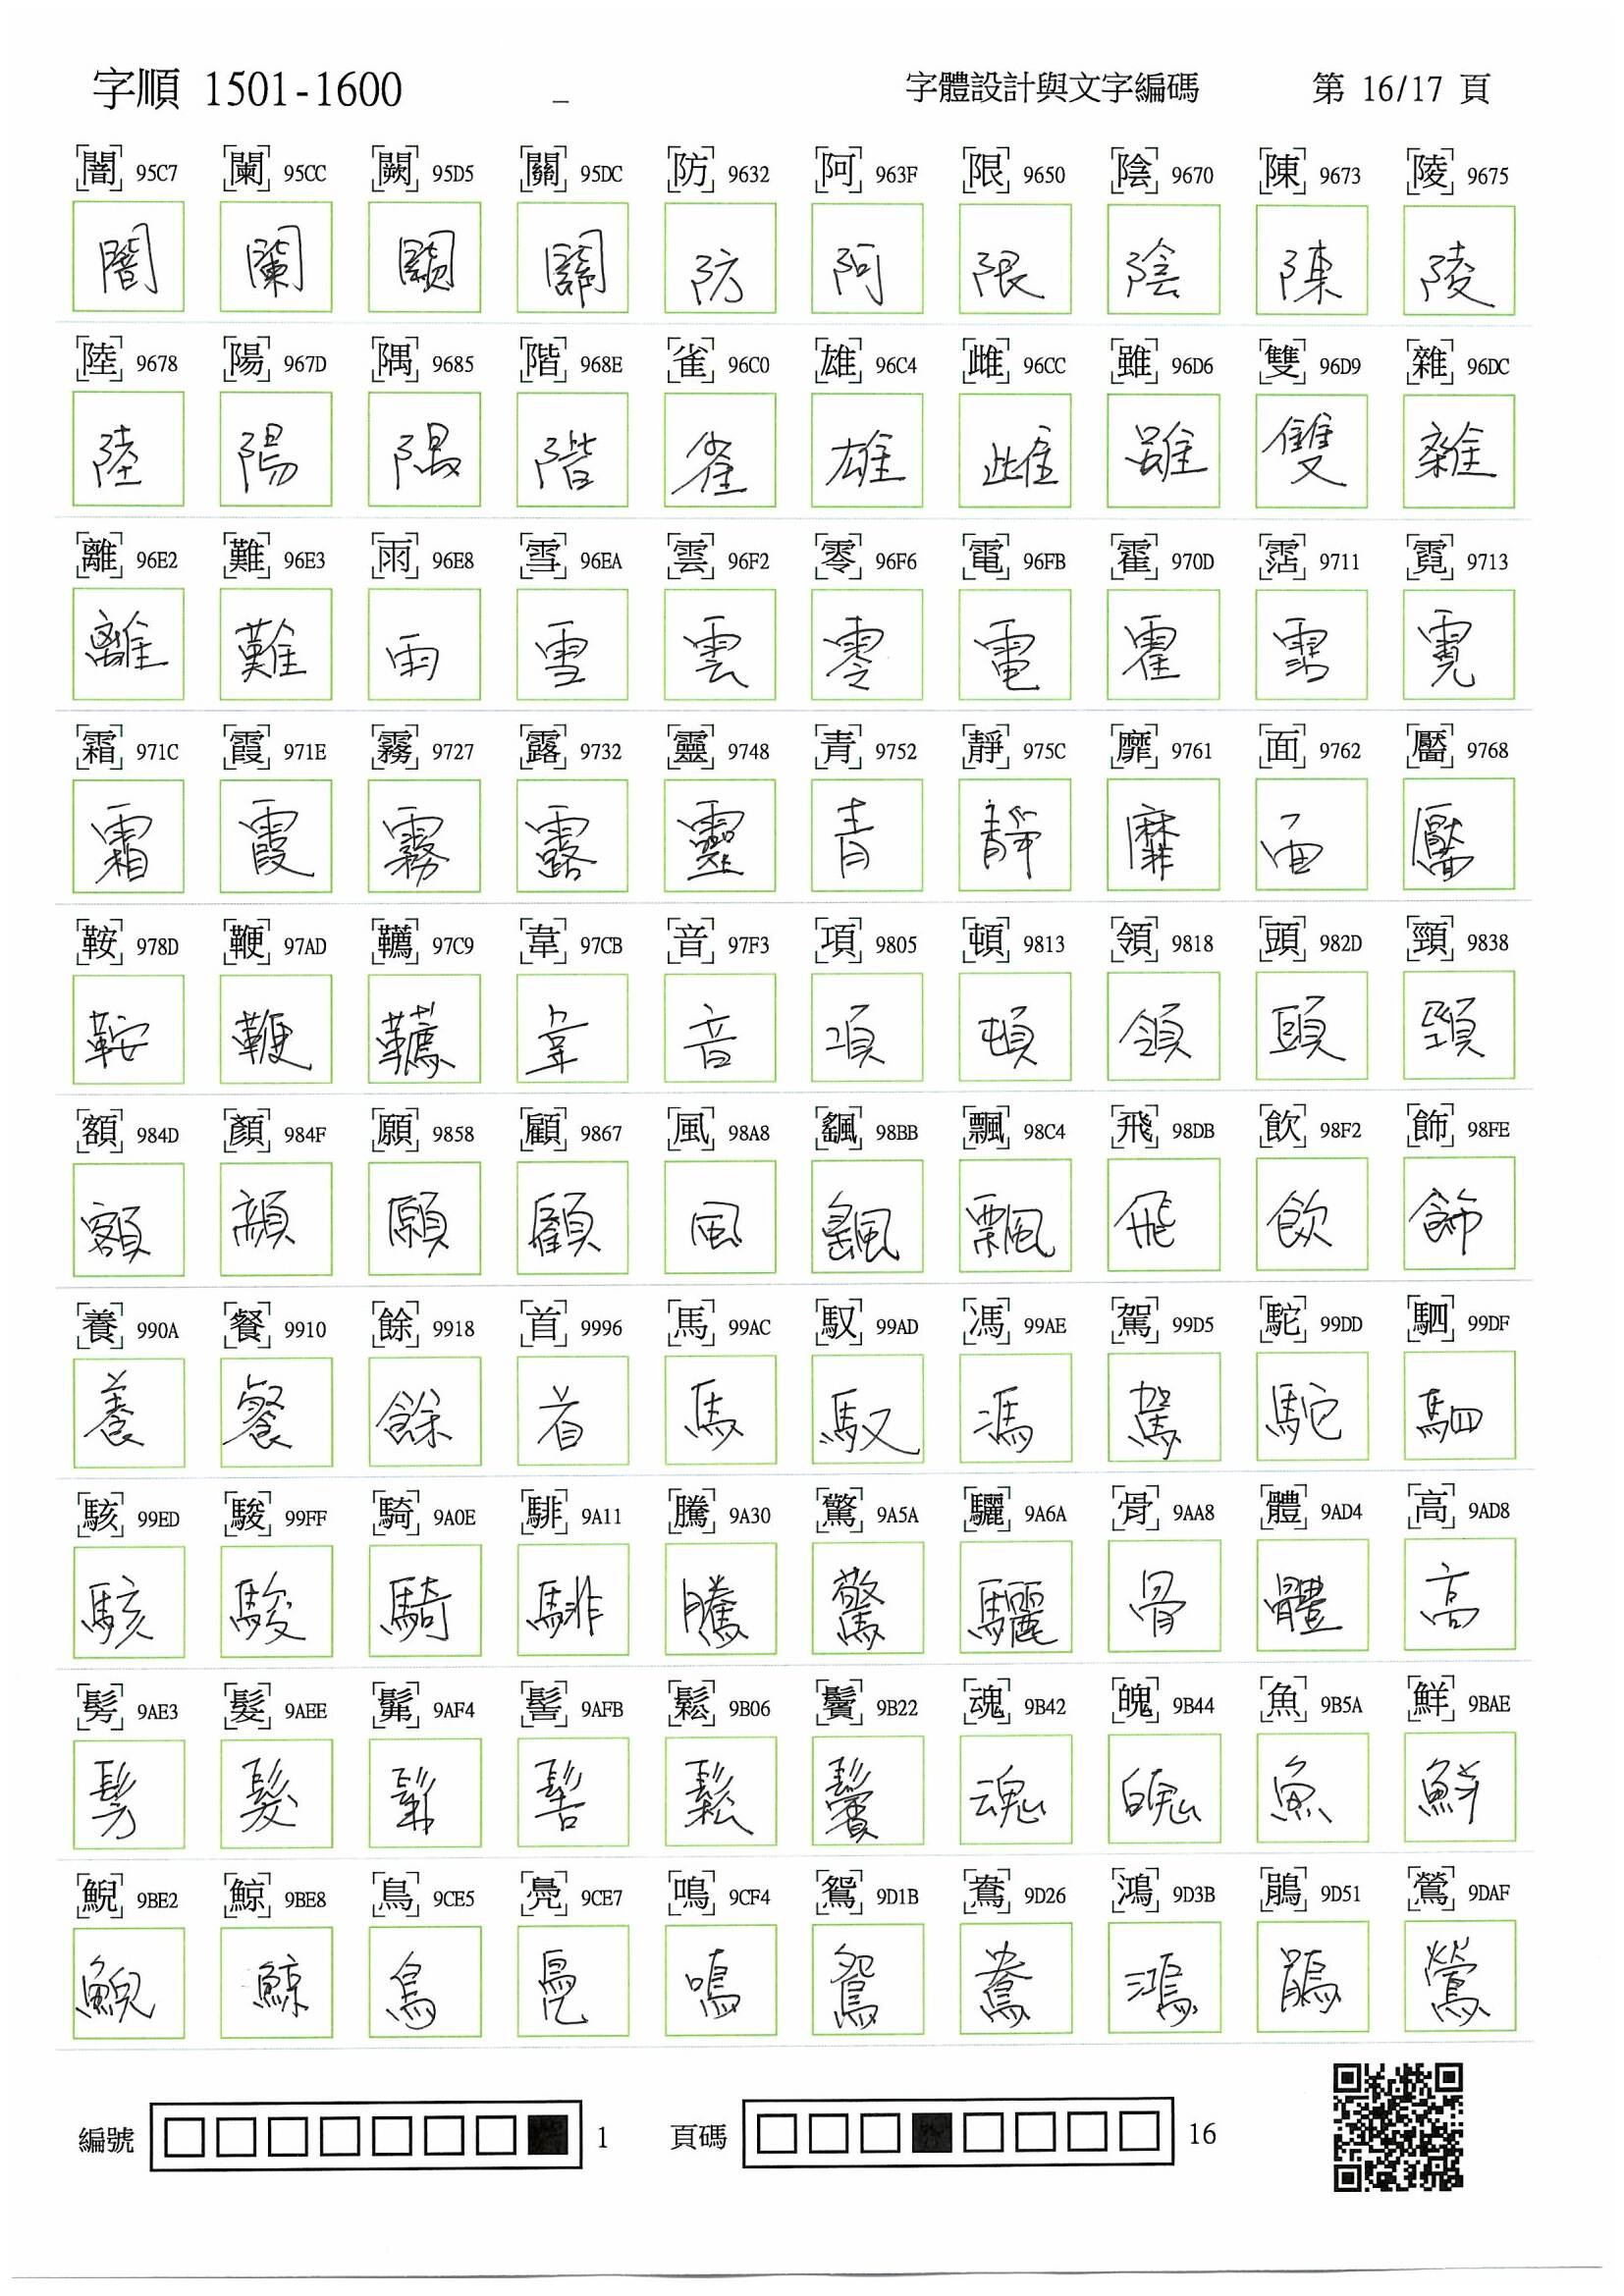 字順 1501-1600 _ 字體設計與文字編碼 第 16/17 頁
闇 95C7 闌 95CC 闕 95D5 關 95DC 防 9632 阿 963F 限 9650 陰 9670 陳 9673 陵 9675
闇 闌 闕 關 防 阿 限 陰 陳 陵
陸 9678 陽 967D 隅 9685 階 968E 雀 96C0 雄 96C4 雌 96CC 雖 96D6 雙 96D9 雜 96DC
陸 陽 隅 階 雀 雄 雌 雖 雙 雜
離 96E2 難 96E3 雨 96E8 雪 96EA 雲 96F2 零 96F6 電 96FB 霍 970D 霑 9711 霓 9713
離 難 雨 雪 雲 零 電 霍 霑 霓
霜 971C 霞 971E 霧 9727 露 9732 靈 9748 青 9752 靜 975C 靡 9761 面 9762 靨 9768
霜 霞 霧 露 靈 青 靜 靡 面 靨
鞍 978D 鞭 97AD 韉 97C9 韋 97CB 音 97F3 項 9805 頓 9813 領 9818 頭 982D 頸 9838
鞍 鞭 韉 韋 音 項 頓 領 頭 頸
額 984D 顏 984F 願 9858 顧 9867 風 98A8 颻 98BB 飄 98C4 飛 98DB 飲 98F2 飾 98FE
額 顏 願 顧 風 颻 飄 飛 飲 飾
養 990A 餐 9910 餘 9918 首 9996 馬 99AC 馭 99AD 馮 99AE 駕 99D5 駝 99DD 駟 99DF
養 餐 餘 首 馬 馭 馮 駕 駝 駟
駭 99ED 駿 99FF 騎 9A0E 騑 9A11 騰 9A30 驚 9A5A 驪 9A6A 骨 9AA8 體 9AD4 高 9AD8
駭 駿 騎 騑 騰 驚 驪 骨 體 高
髣 9AE3 髮 9AEE 髴 9AF4 髻 9AFB 鬆 9B06 鬢 9B22 魂 9B42 魄 9B44 魚 9B5A 鮮 9BAE
髣 髮 髴 髻 鬆 鬢 魂 魄 魚 鮮
鯢 9BE2 鯨 9BE8 鳥 9CE5 鳧 9CE7 鳴 9CF4 鴛 9D1B 鴦 9D26 鴻 9D3B 鵑 9D51 鶯 9DAF
鯢 鯨 鳥 鳧 鳴 鴛 鴦 鴻 鵑 鶯
編號 1 頁碼 16